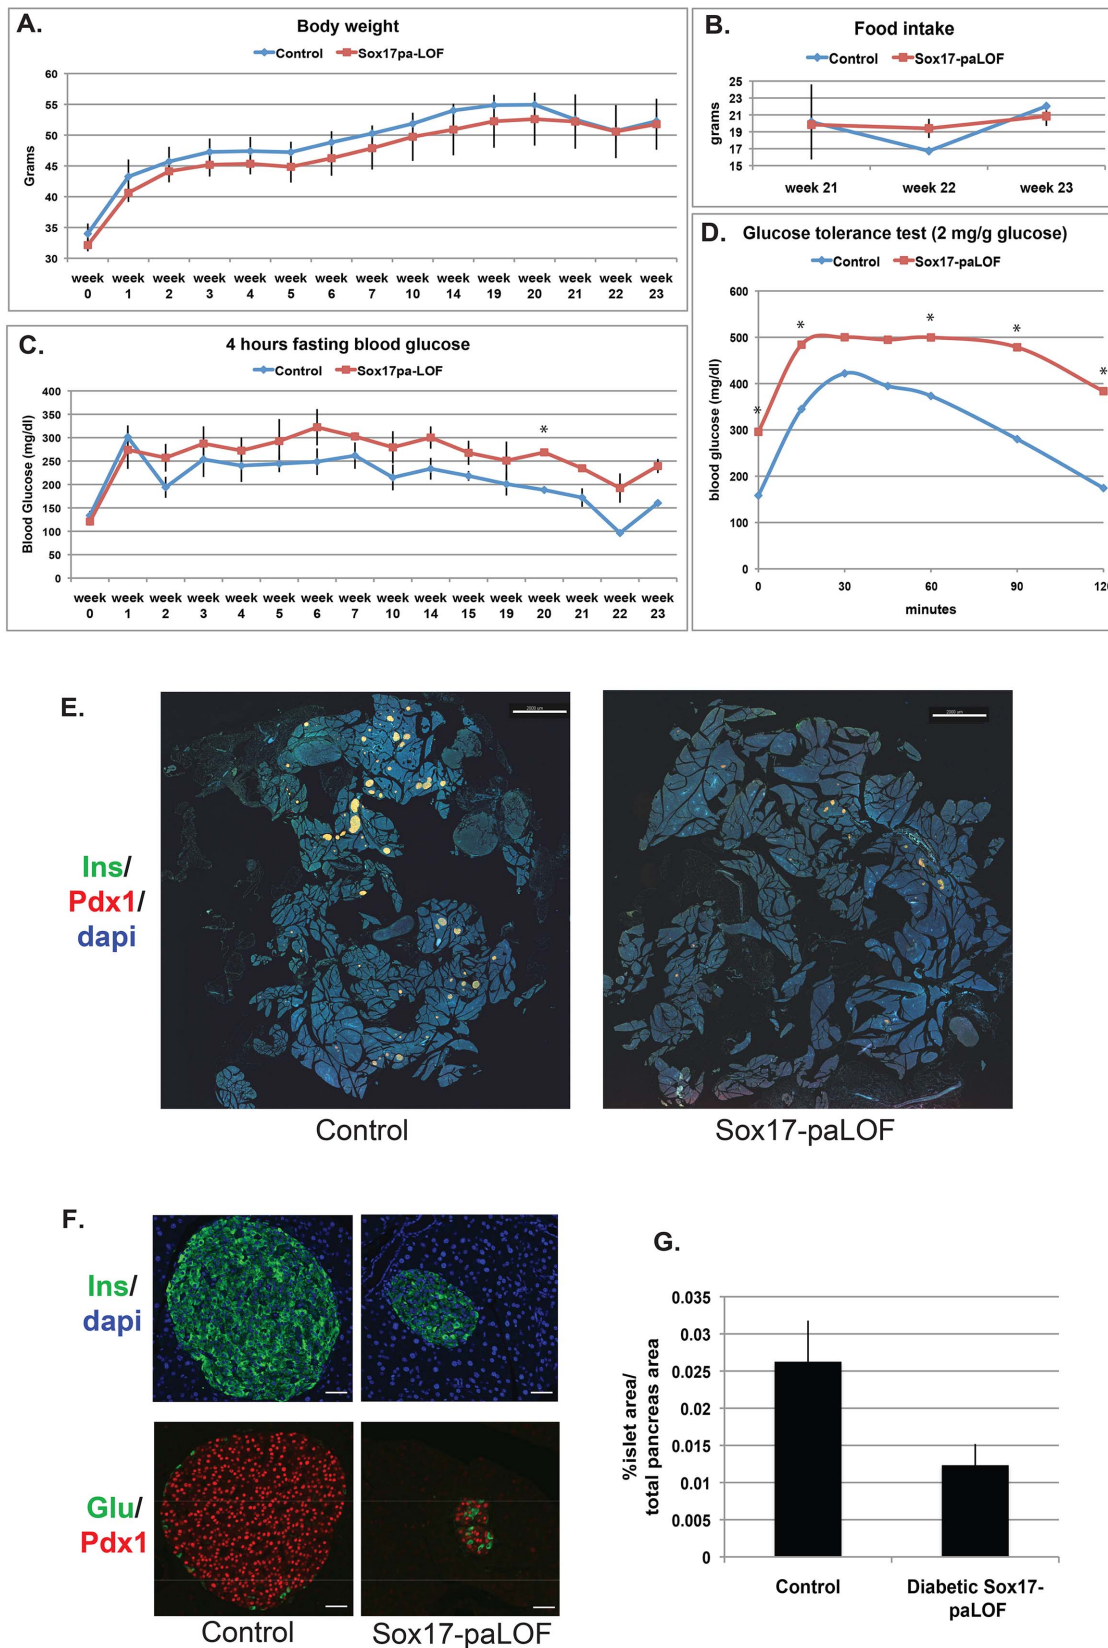 A.
Body weight
Control
Sox17pa-LOF
Grams
60
55
50
45
40
35
30
week 0
week 1
week 2
week 3
week 4
week 5
week 6
week 7
week 10
week 14
week 19
week 20
week 21
week 22
week 23
B.
Food intake
Control
Sox17-paLOF
grams
25
23
21
19
17
15
week 21
week 22
week 23
C.
4 hours fasting blood glucose
Control
Sox17pa-LOF
Blood Glucose (mg/dl)
400
350
300
250
200
150
100
50
0
*
week 0
week 1
week 2
week 3
week 4
week 5
week 6
week 7
week 10
week 14
week 15
week 19
week 20
week 21
week 22
week 23
D.
Glucose tolerance test (2 mg/g glucose)
Control
Sox17-paLOF
blood glucose (mg/dl)
600
500
400
300
200
100
0
*
*
*
*
*
0
30
60
90
120
minutes
E.
Ins/
Pdx1/
dapi
2000 um
2000 um
Control
Sox17-paLOF
F.
Ins/
dapi
Glu/
Pdx1
Control
Sox17-paLOF
G.
%islet area/
total pancreas area
0.035
0.03
0.025
0.02
0.015
0.01
0.005
0
Control
Diabetic Sox17-
paLOF